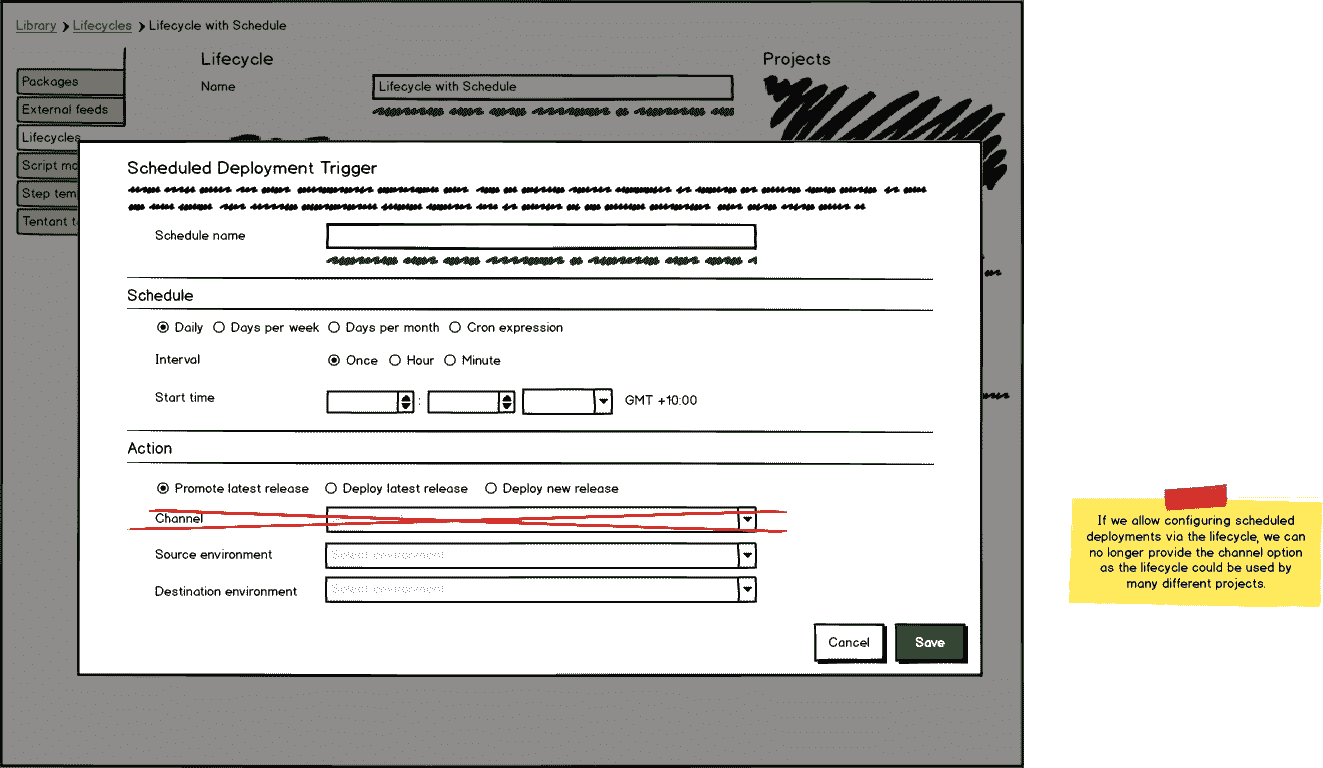 Library > Lifecycles > Lifecycle with Schedule
Lifecycle
Projects
Name
Lifecycle with Schedule
Packages
External feeds
Lifecycles
Script mo
Step tem
Tentant t
Scheduled Deployment Trigger
Schedule name
Schedule
Daily Days per week Days per month Cron expression
Interval
Once Hour Minute
Start time
: GMT +10:00
Action
Promote latest release Deploy latest release Deploy new release
Channel
Source environment
Select environment
Destination environment
Select environment
Cancel Save
If we allow configuring scheduled
deployments via the lifecycle, we can
no longer provide the channel option
as the lifecycle could be used by
many different projects.